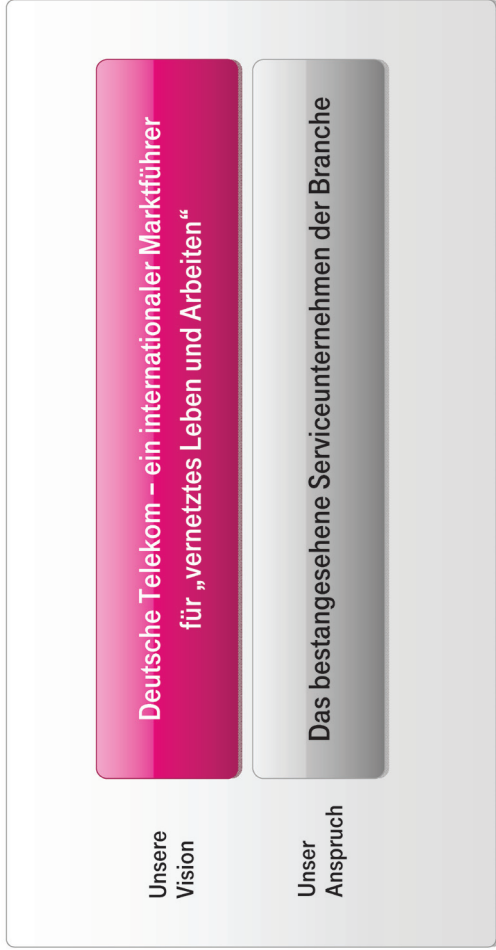 Unsere
Vision
Deutsche Telekom – ein internationaler Marktführer
für „vernetztes Leben und Arbeiten“
Unser
Anspruch
Das bestangesehene Serviceunternehmen der Branche